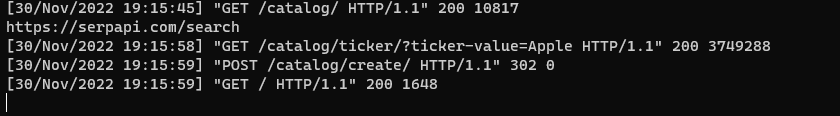 [30/Nov/2022 19:15:45] "GET /catalog/ HTTP/1.1" 200 10817
https://serpapi.com/search
[30/Nov/2022 19:15:58] "GET /catalog/ticker/?ticker-value=Apple HTTP/1.1" 200 3749288
[30/Nov/2022 19:15:59] "POST /catalog/create/ HTTP/1.1" 302 0
[30/Nov/2022 19:15:59] "GET / HTTP/1.1" 200 1648